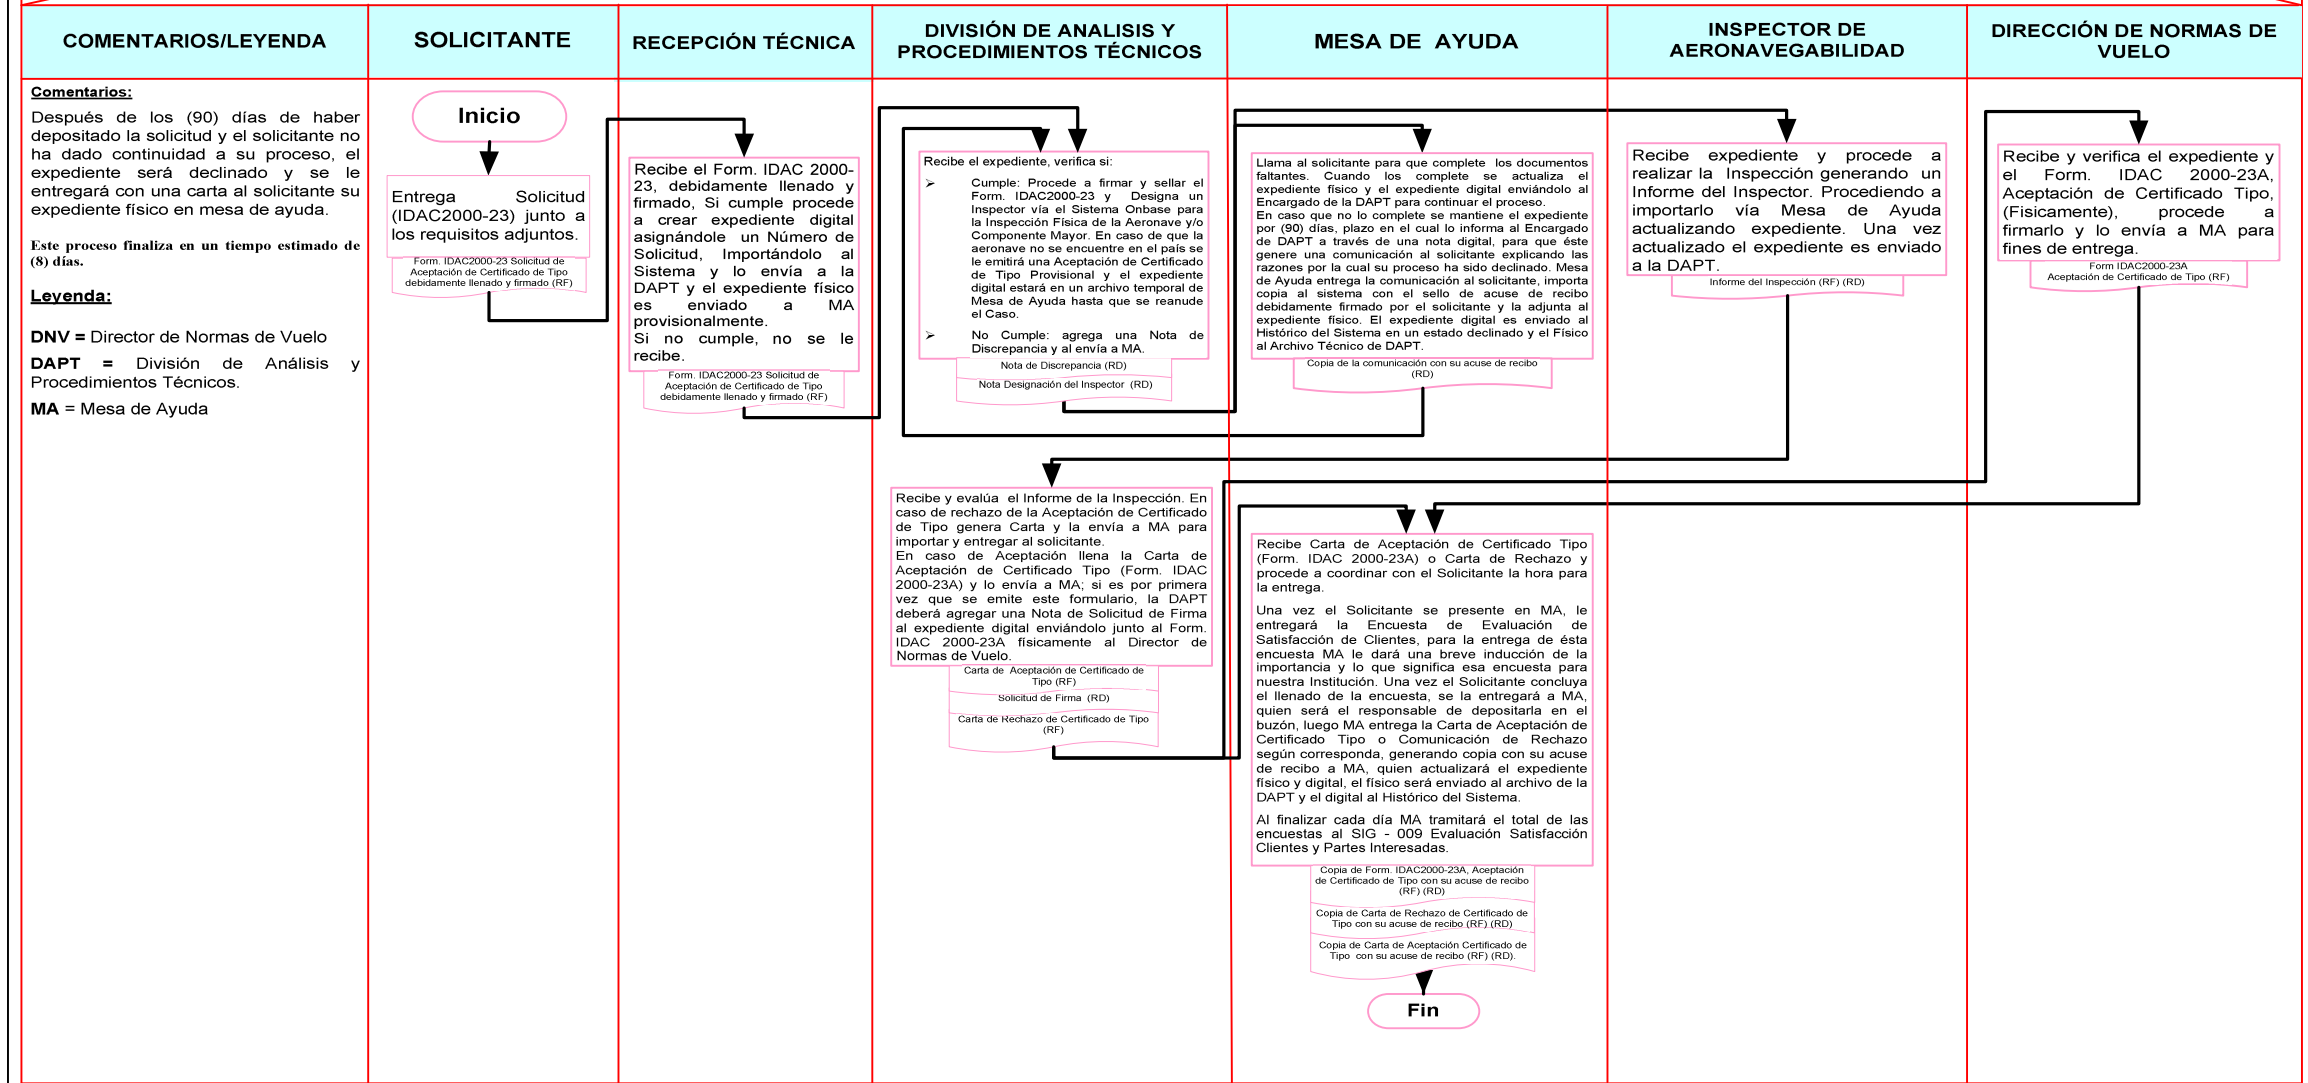 COMENTARIOS/LEYENDA
SOLICITANTE
RECEPCIÓN TÉCNICA
DIVISIÓN DE ANALISIS Y
PROCEDIMIENTOS TÉCNICOS
MESA DE AYUDA
INSPECTOR DE
AERONAVEGABILIDAD
DIRECCIÓN DE NORMAS DE
VUELO
Comentarios:
Después de los (90) días de haber
depositado la solicitud y el solicitante no
ha dado continuidad a su proceso, el
expediente será declinado y se le
entregará con una carta al solicitante su
expediente físico en mesa de ayuda.
Este proceso finaliza en un tiempo estimado de
(8) días.
Leyenda:
DNV = Director de Normas de Vuelo
DAPT = División de Análisis y
Procedimientos Técnicos.
MA = Mesa de Ayuda
Inicio
Entrega Solicitud
(IDAC2000-23) junto a
los requisitos adjuntos.
Form. IDAC2000-23 Solicitud de
Aceptación de Certificado de Tipo
debidamente llenado y firmado (RF)
Recibe el Form. IDAC 2000-
23, debidamente llenado y
firmado, Si cumple procede
a crear expediente digital
asignándole un Número de
Solicitud, Importándolo al
Sistema y lo envía a la
DAPT y el expediente físico
es enviado a MA
provisionalmente.
Si no cumple, no se le
recibe.
Form. IDAC2000-23 Solicitud de
Aceptación de Certificado de Tipo
debidamente llenado y firmado (RF)
Recibe el expediente, verifica si:
➢ Cumple: Procede a firmar y sellar el
Form. IDAC2000-23 y Designa un
Inspector vía el Sistema Onbase para
la Inspección Física de la Aeronave y/o
Componente Mayor. En caso de que la
aeronave no se encuentre en el país se
le emitirá una Aceptación de Certificado
de Tipo Provisional y el expediente
digital estará en un archivo temporal de
Mesa de Ayuda hasta que se reanude
el Caso.
➢ No Cumple: agrega una Nota de
Discrepancia y al envía a MA.
Nota de Discrepancia (RD)
Nota Designación del Inspector (RD)
Llama al solicitante para que complete los documentos
faltantes. Cuando los complete se actualiza el
expediente físico y el expediente digital enviándolo al
Encargado de la DAPT para continuar el proceso.
En caso que no lo complete se mantiene el expediente
por (90) días, plazo en el cual lo informa al Encargado
de DAPT a través de una nota digital, para que éste
genere una comunicación al solicitante explicando las
razones por la cual su proceso ha sido declinado. Mesa
de Ayuda entrega la comunicación al solicitante, importa
copia al sistema con el sello de acuse de recibo
debidamente firmado por el solicitante y la adjunta al
expediente físico. El expediente digital es enviado al
Histórico del Sistema en un estado declinado y el Físico
al Archivo Técnico de DAPT.
Copia de la comunicación con su acuse de recibo
(RD)
Recibe expediente y procede a
realizar la Inspección generando un
Informe del Inspector. Procediendo a
importarlo vía Mesa de Ayuda
actualizando expediente. Una vez
actualizado el expediente es enviado
a la DAPT.
Informe del Inspección (RF) (RD)
Recibe y verifica el expediente y
el Form. IDAC 2000-23A,
Aceptación de Certificado Tipo,
(Fisicamente), procede a
firmarlo y lo envía a MA para
fines de entrega.
Form IDAC2000-23A
Aceptación de Certificado de Tipo (RF)
Recibe y evalúa el Informe de la Inspección. En
caso de rechazo de la Aceptación de Certificado
de Tipo genera Carta y la envía a MA para
importar y entregar al solicitante.
En caso de Aceptación llena la Carta de
Aceptación de Certificado Tipo (Form. IDAC
2000-23A) y lo envía a MA; si es por primera
vez que se emite este formulario, la DAPT
deberá agregar una Nota de Solicitud de Firma
al expediente digital enviándolo junto al Form.
IDAC 2000-23A físicamente al Director de
Normas de Vuelo.
Carta de Aceptación de Certificado de
Tipo (RF)
Solicitud de Firma (RD)
Carta de Rechazo de Certificado de Tipo
(RF)
Recibe Carta de Aceptación de Certificado Tipo
(Form. IDAC 2000-23A) o Carta de Rechazo y
procede a coordinar con el Solicitante la hora para
la entrega.
Una vez el Solicitante se presente en MA, le
entregará la Encuesta de Evaluación de
Satisfacción de Clientes, para la entrega de ésta
encuesta MA le dará una breve inducción de la
importancia y lo que significa esa encuesta para
nuestra Institución. Una vez el Solicitante concluya
el llenado de la encuesta, se la entregará a MA,
quien será el responsable de depositarla en el
buzón, luego MA entrega la Carta de Aceptación de
Certificado Tipo o Comunicación de Rechazo
según corresponda, generando copia con su acuse
de recibo a MA, quien actualizará el expediente
físico y digital, el físico será enviado al archivo de la
DAPT y el digital al Histórico del Sistema.
Al finalizar cada día MA tramitará el total de las
encuestas al SIG - 009 Evaluación Satisfacción
Clientes y Partes Interesadas.
Copia de Form. IDAC2000-23A, Aceptación
de Certificado de Tipo con su acuse de recibo
(RF) (RD)
Copia de Carta de Rechazo de Certificado de
Tipo con su acuse de recibo (RF) (RD)
Copia de Carta de Aceptación Certificado de
Tipo con su acuse de recibo (RF) (RD).
Fin